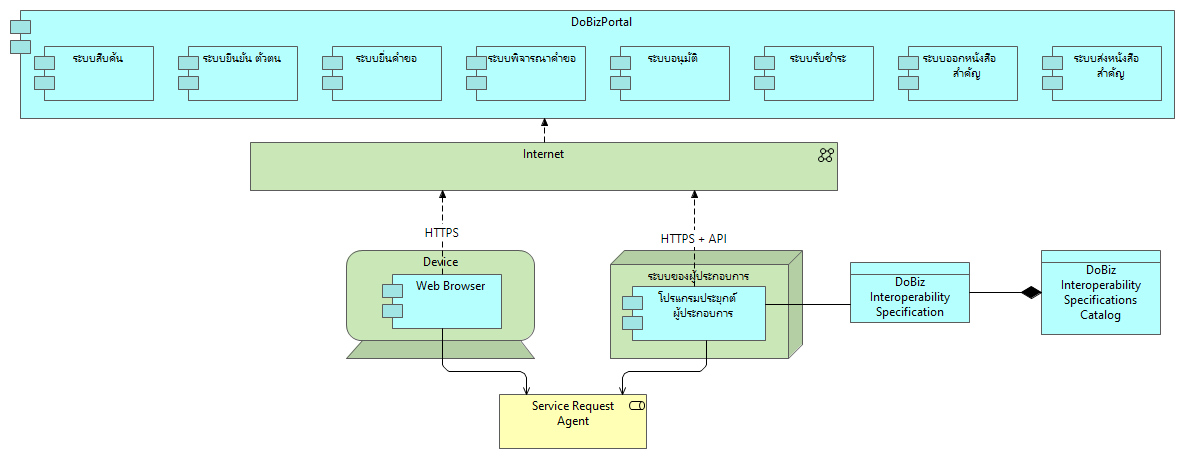 DoBizPortal
ระบบสืบค้น
ระบบยืนยัน ตัวตน
ระบบยื่นคำขอ
ระบบพิจารณาคำขอ
ระบบอนุมัติ
ระบบรับชำระ
ระบบออกหนังสือ
สำคัญ
ระบบส่งหนังสือ
สำคัญ
Internet
HTTPS
HTTPS + API
Device
Web Browser
ระบบของผู้ประกอบการ
โปรแกรมประยุกต์
ผู้ประกอบการ
DoBiz
Interoperability
Specification
DoBiz
Interoperability
Specifications
Catalog
Service Request
Agent